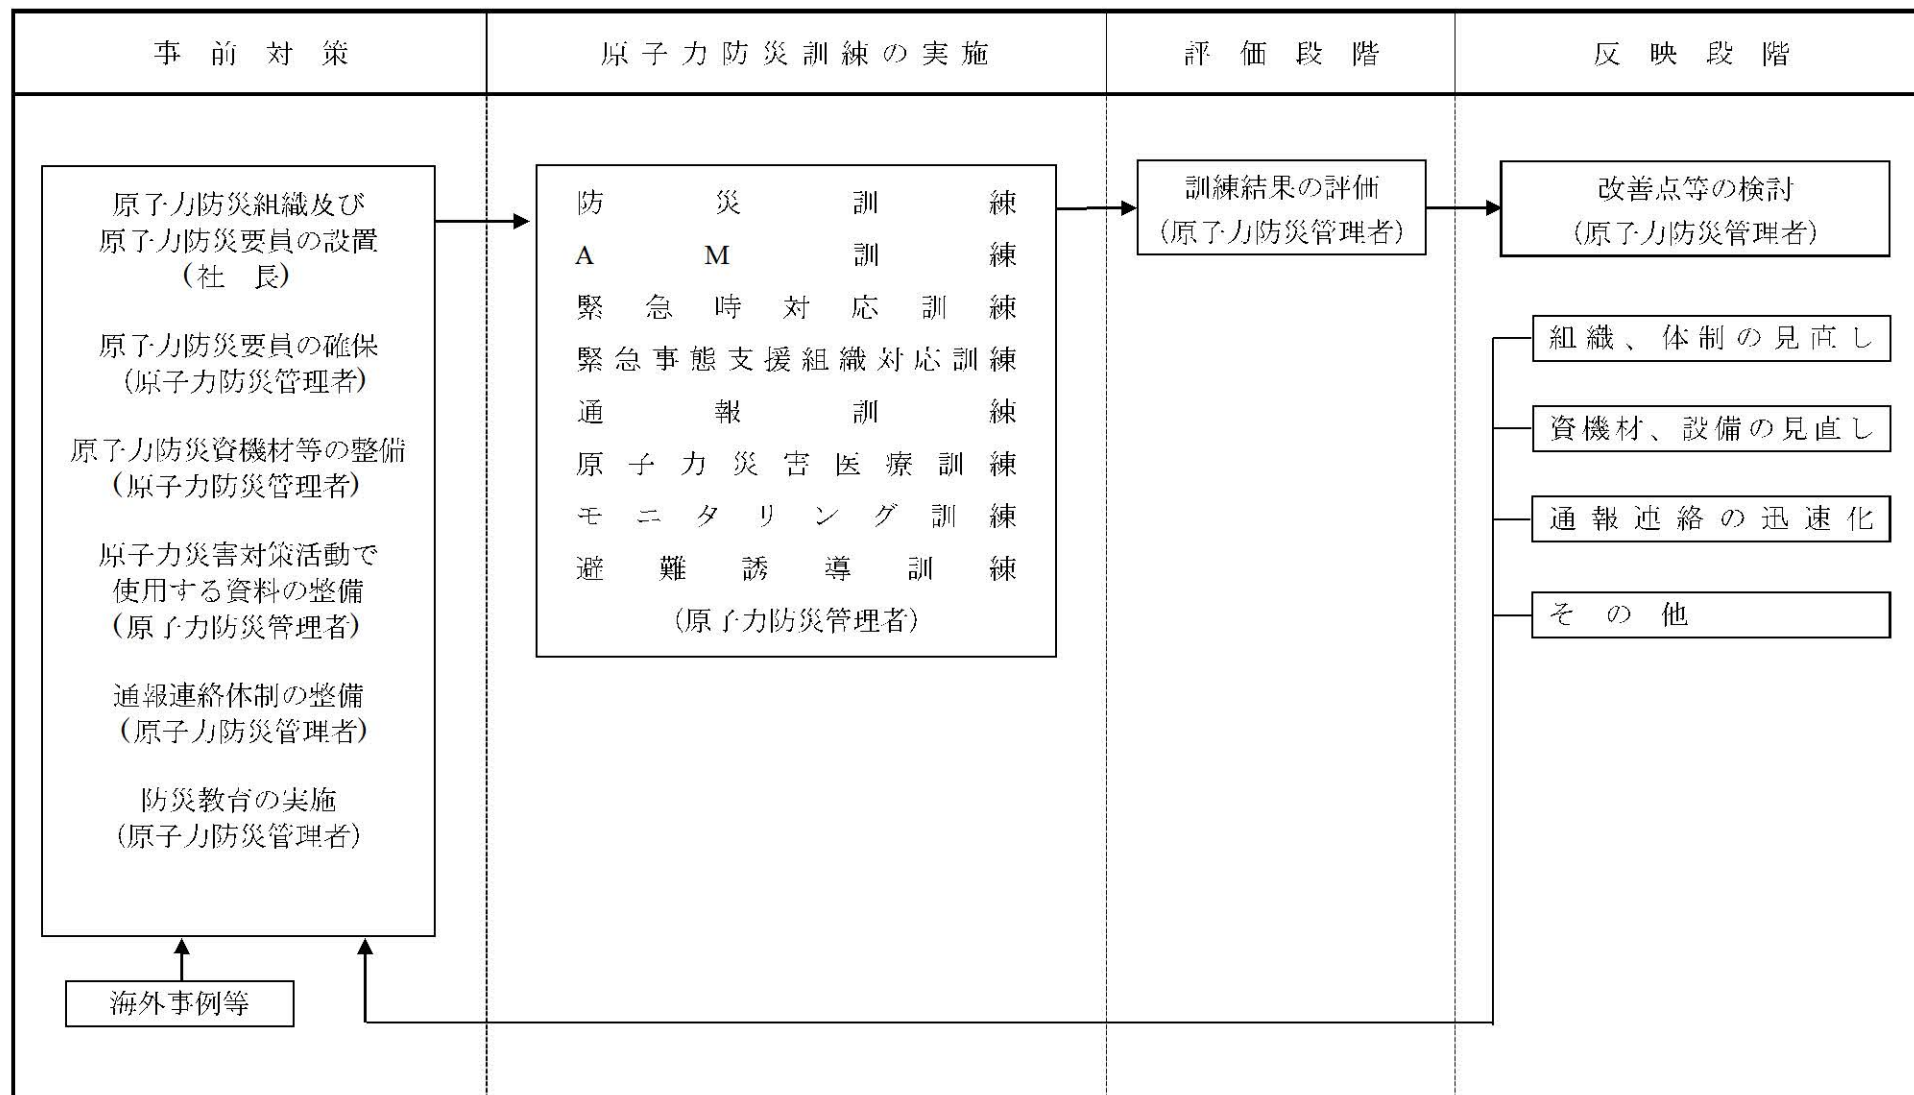 事前対策
原子力防災訓練の実施
評価段階
反映段階
原子力防災組織及び
原子力防災要員の設置
(社　長)
原子力防災要員の確保
(原子力防災管理者)
原子力防災資機材等の整備
(原子力防災管理者)
原子力災害対策活動で
使用する資料の整備
(原子力防災管理者)
通報連絡体制の整備
(原子力防災管理者)
防災教育の実施
(原子力防災管理者)
海外事例等
防災訓練
AM訓練
緊急時対応訓練
緊急事態支援組織対応訓練
通報訓練
原子力災害医療訓練
モニタリング訓練
避難誘導訓練
(原子力防災管理者)
訓練結果の評価
(原子力防災管理者)
改善点等の検討
(原子力防災管理者)
組織、体制の見直し
資機材、設備の見直し
通報連絡の迅速化
その他